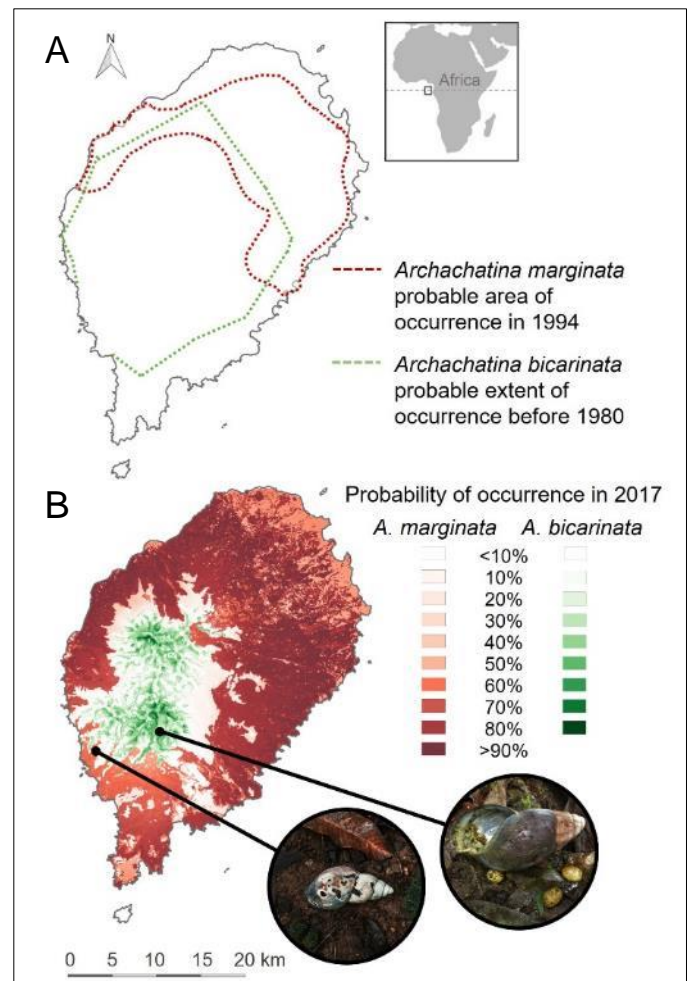 A
N
Africa
Archachatina marginata
probable area of
occurrence in 1994
Archachatina bicarinata
probable extent of
occurrence before 1980
B
Probability of occurrence in 2017
A. marginata A. bicarinata
<10%
10%
20%
30%
40%
50%
60%
70%
80%
>90%
0 5 10 15 20 km